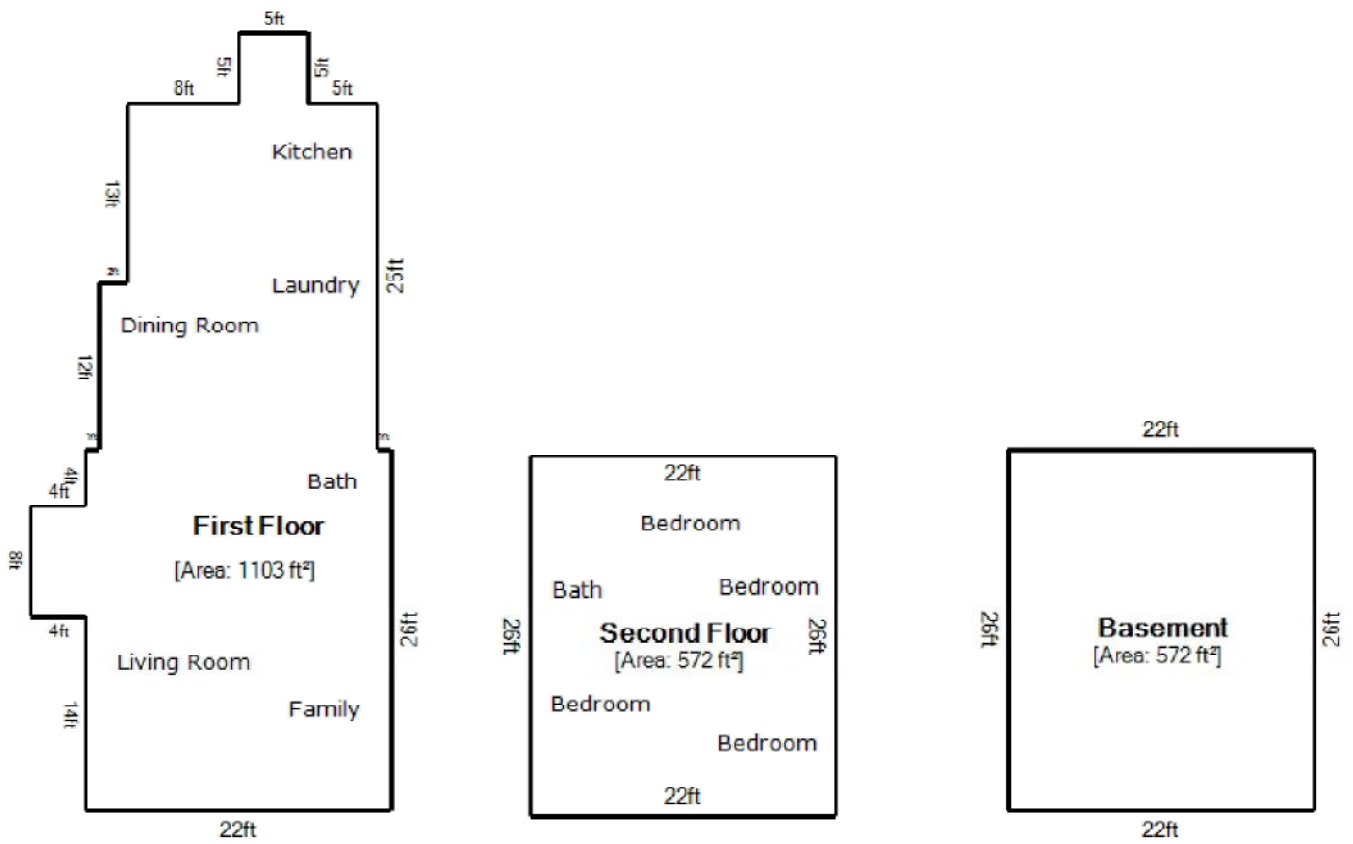 5ft
5ft
5ft
8ft
5ft
Kitchen
13ft
25ft
Laundry
Dining Room
12ft
4ft
4ft
Bath
First Floor
[Area: 1103 ft²]
8ft
4ft
26ft
Living Room
Family
14ft
22ft
22ft
Bedroom
Bath
Bedroom
26ft
Second Floor
26ft
[Area: 572 ft²]
Bedroom
Bedroom
22ft
22ft
26ft
Basement
26ft
[Area: 572 ft²]
22ft